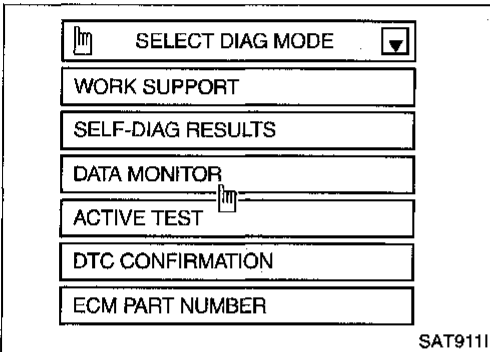 SELECT DIAG MODE
WORK SUPPORT
SELF-DIAG RESULTS
DATA MONITOR
ACTIVE TEST
DTC CONFIRMATION
ECM PART NUMBER
SAT911I